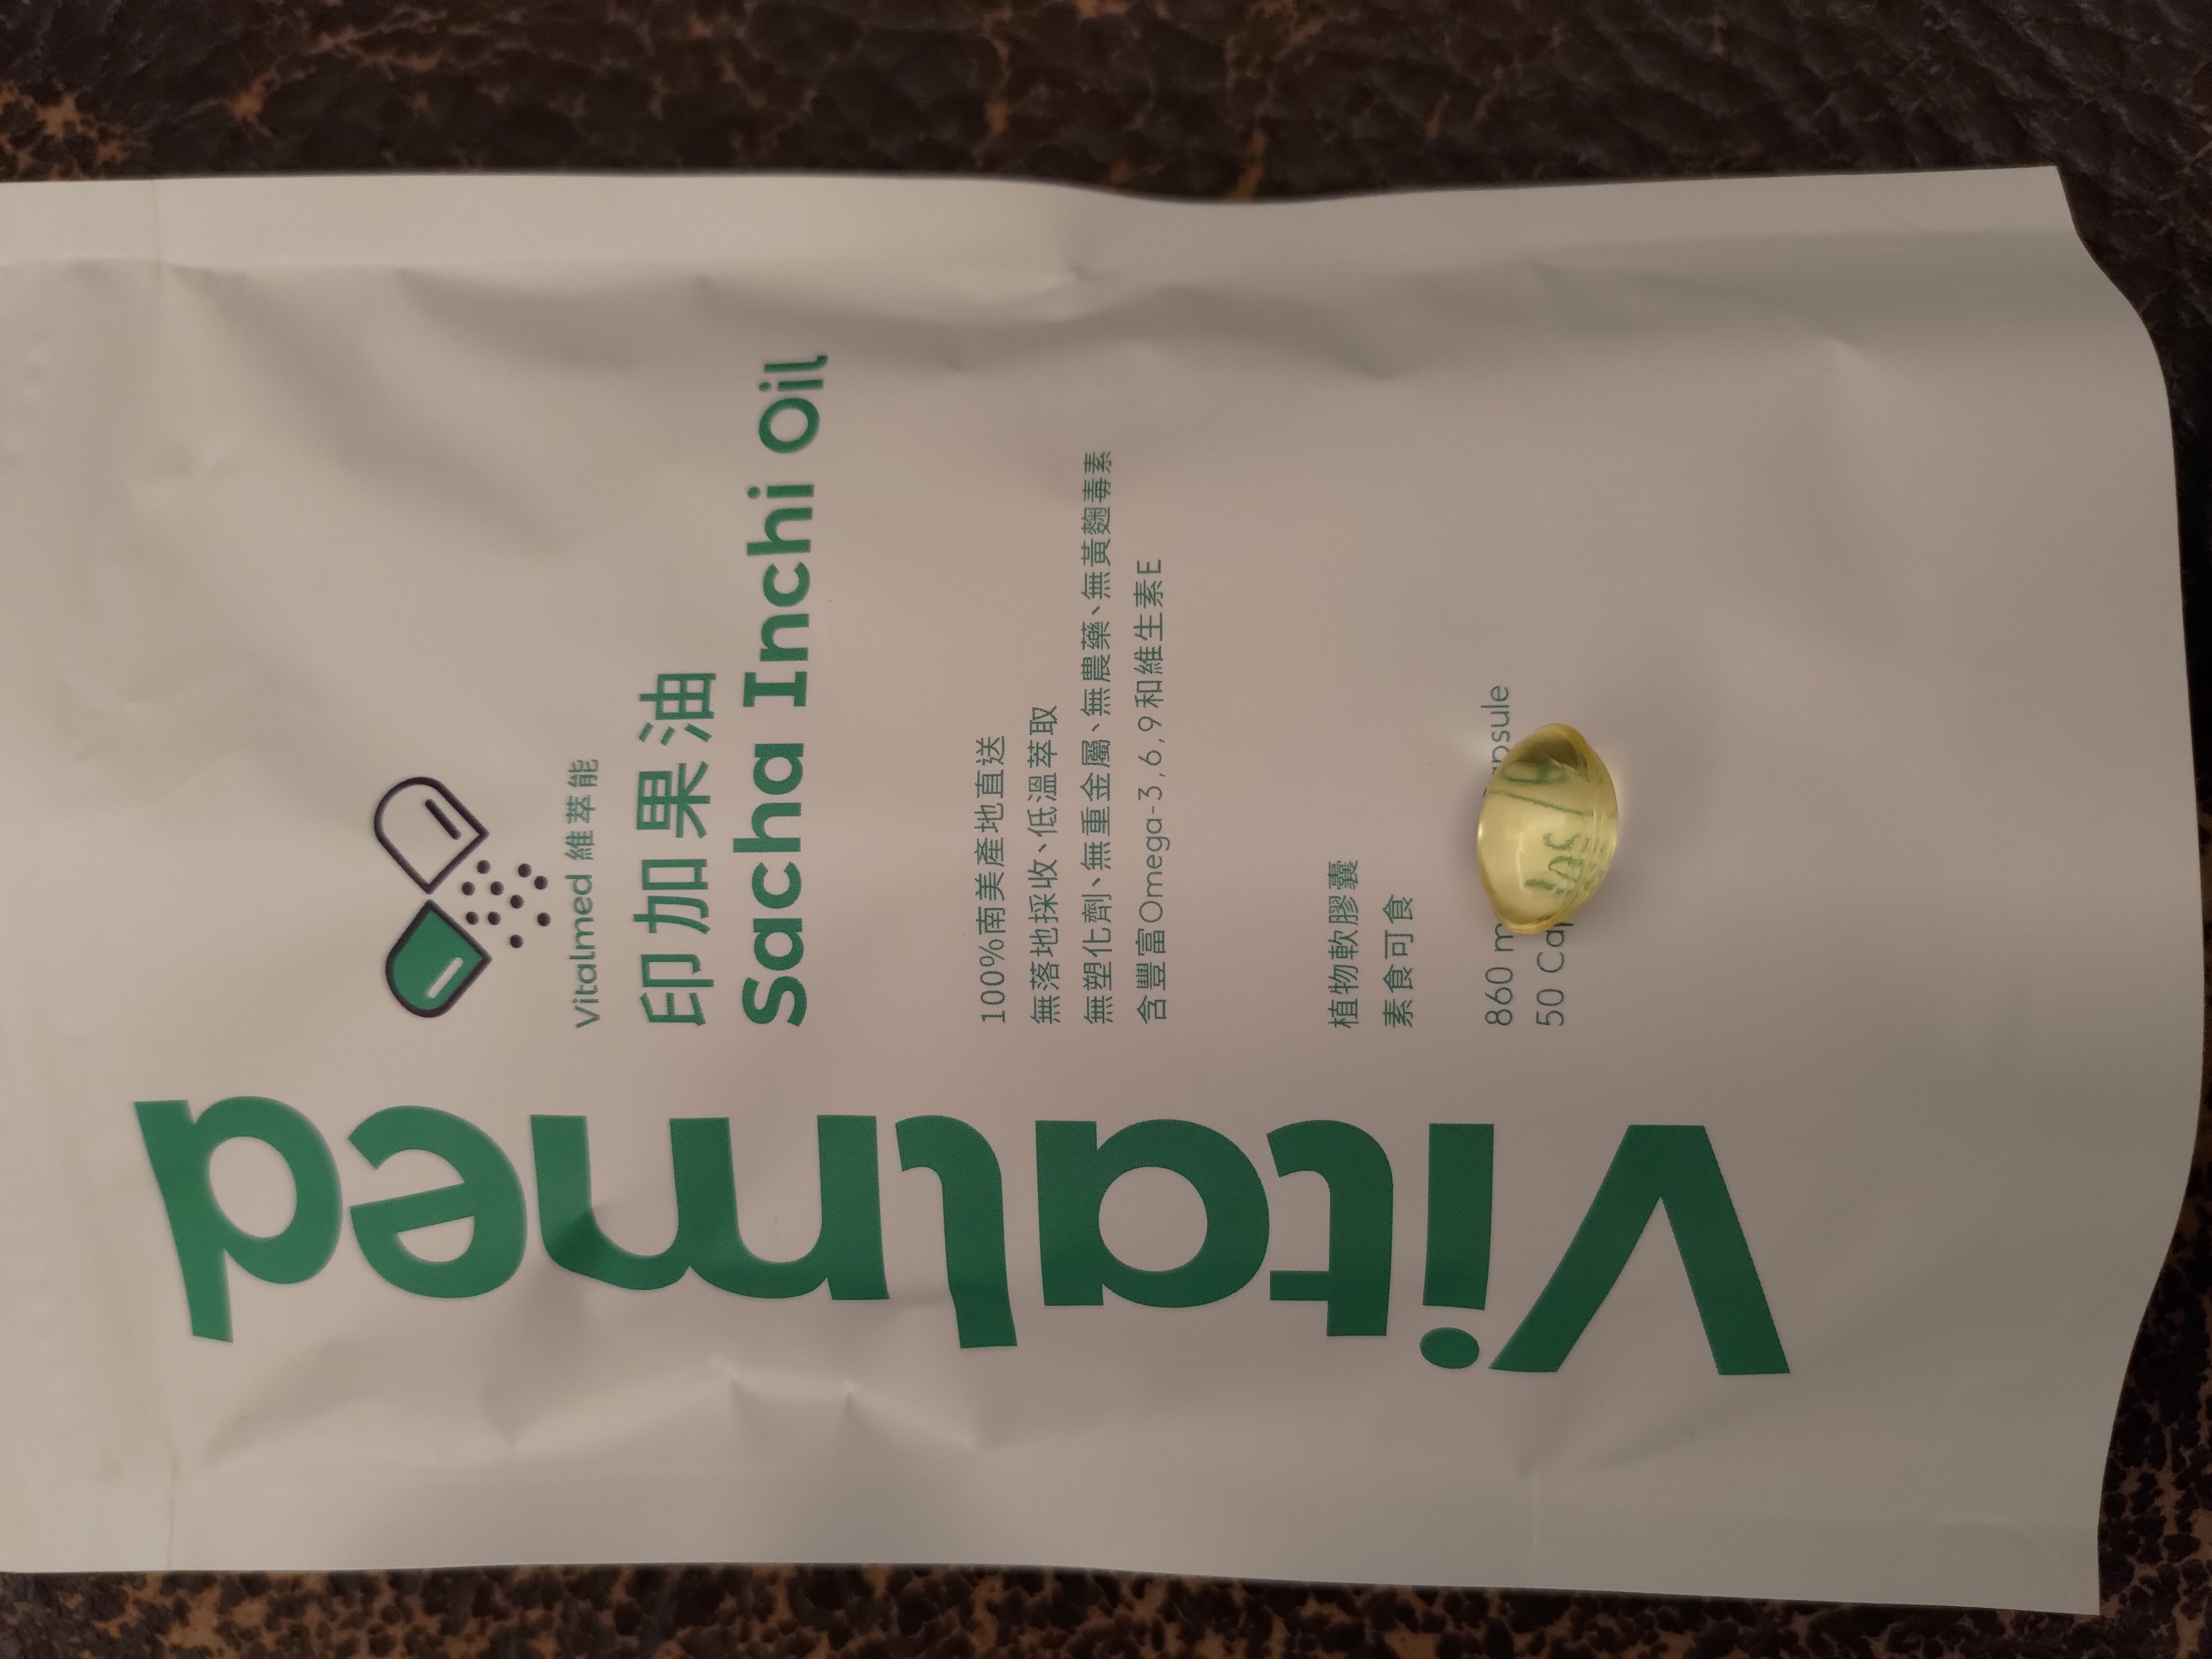 Vitalmed 維萃能
印加果油
Sacha Inchi Oil
100%南美產地直送
無落地採收、低溫萃取
無塑化劑、無重金屬、無農藥、無黃麴毒素
含豐富Omega-3,6,9和維生素E
植物軟膠囊
素食可食
860
50
Vitalmed